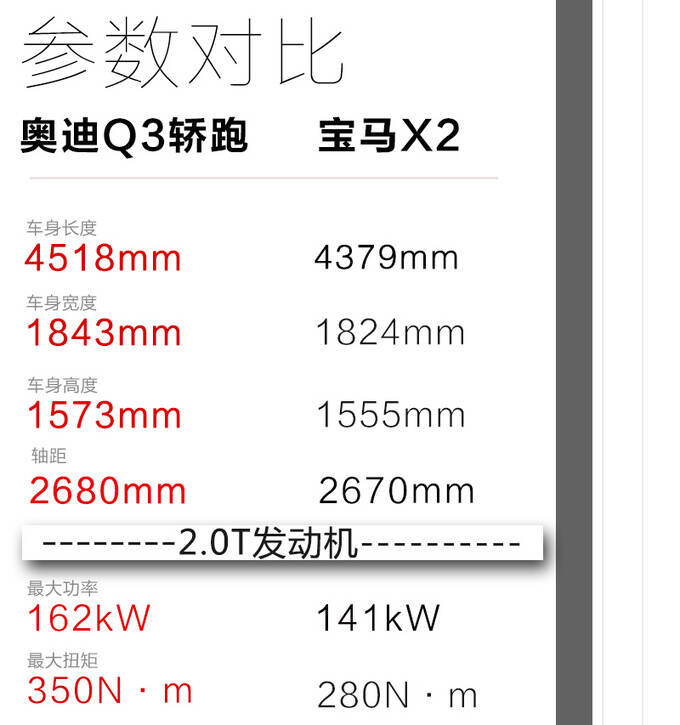 参数对比
奥迪Q3轿跑 宝马X2
车身长度
4518mm 4379mm
车身宽度
1843mm 1824mm
车身高度
1573mm 1555mm
轴距
2680mm 2670mm
--------2.0T发动机----------
最大功率
162kW 141kW
最大扭矩
350N · m 280N · m